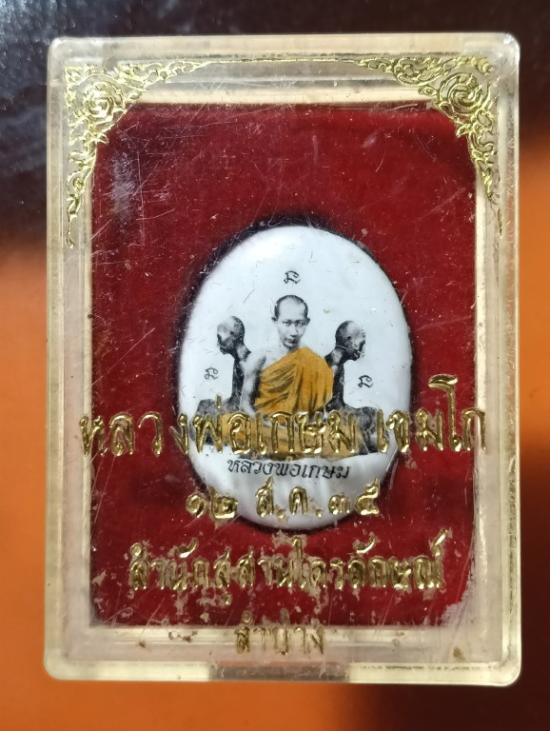 หลวงพ่อเกษม เขมโก
หลวงพ่อเกษม
๑๒ ส.ค. ๓๕
สำนักสุสานไตรลักษณ์
ลำปาง